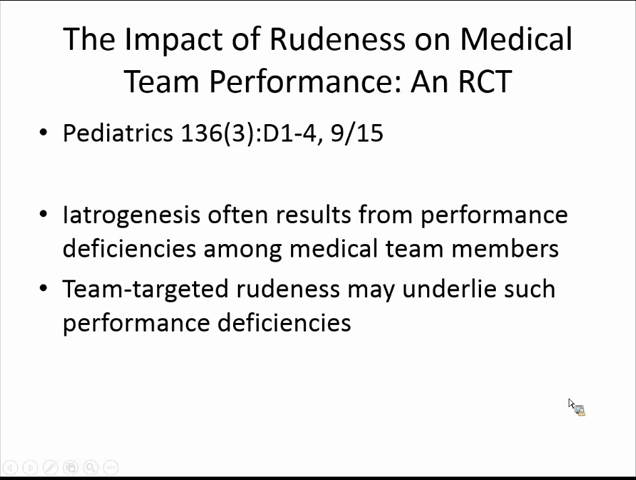 The Impact of Rudeness on Medical
Team Performance: An RCT
• Pediatrics 136(3):D1-4, 9/15
• Iatrogenesis often results from performance
deficiencies among medical team members
• Team-targeted rudeness may underlie such
performance deficiencies